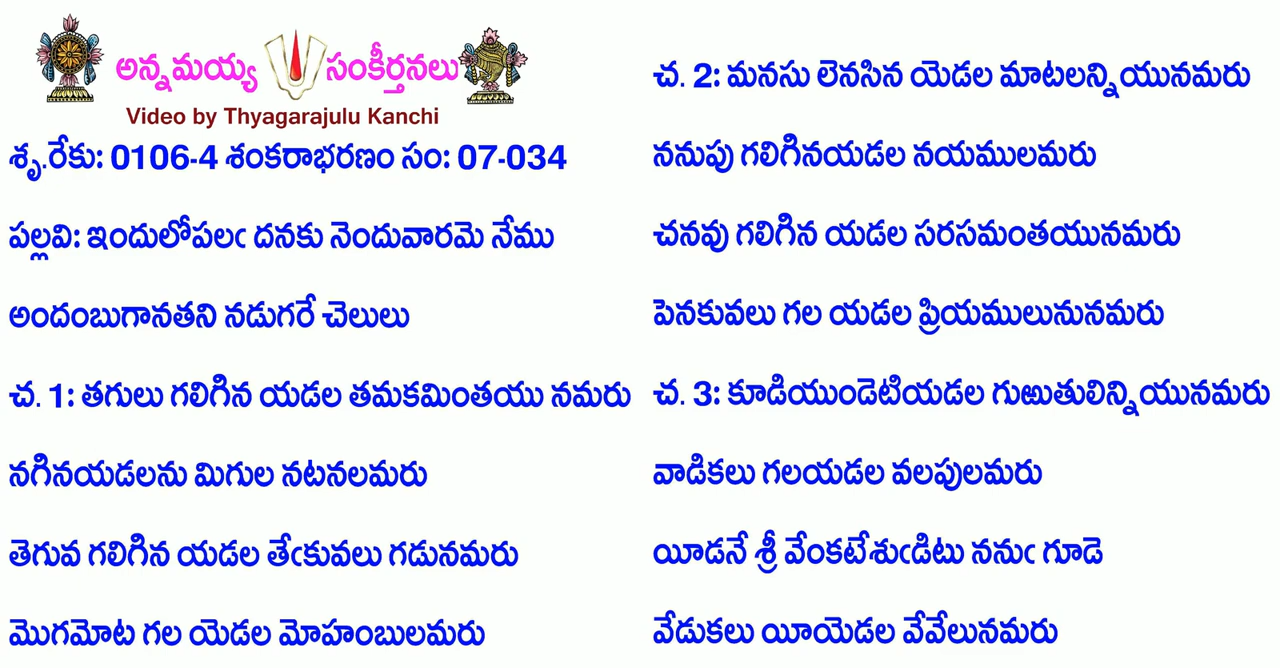 అన్నమయ్య సంకీర్తనలు
Video by Thyagarajulu Kanchi
శృ.రేకు: 0106-4 శంకరాభరణం సం: 07-034
పల్లవి: ఇందులోపలఁ దనకు నెందువారమె నేము
అందంబుగానతని నడుగరే చెలులు
చ. 1: తగులు గలిగిన యడల తమకమింతయు నమరు
నగినయడలను మిగుల నటనలమరు
తెగువ గలిగిన యడల తేఁకువలు గడునమరు
మొగమోట గల యెడల మోహంబులమరు
చ. 2: మనసు లెనసిన యెడల మాటలన్నియునమరు
ననుపు గలిగినయడల నయములమరు
చనవు గలిగిన యడల సరసమంతయునమరు
పెనకువలు గల యడల ప్రియములునునమరు
చ. 3: కూడియుండెటియడల గుఱుతులిన్నియునమరు
వాడికలు గలయడల వలపులమరు
యీడనే శ్రీ వేంకటేశుఁడిటు ననుఁ గూడె
వేడుకలు యీయెడల వేవేలునమరు